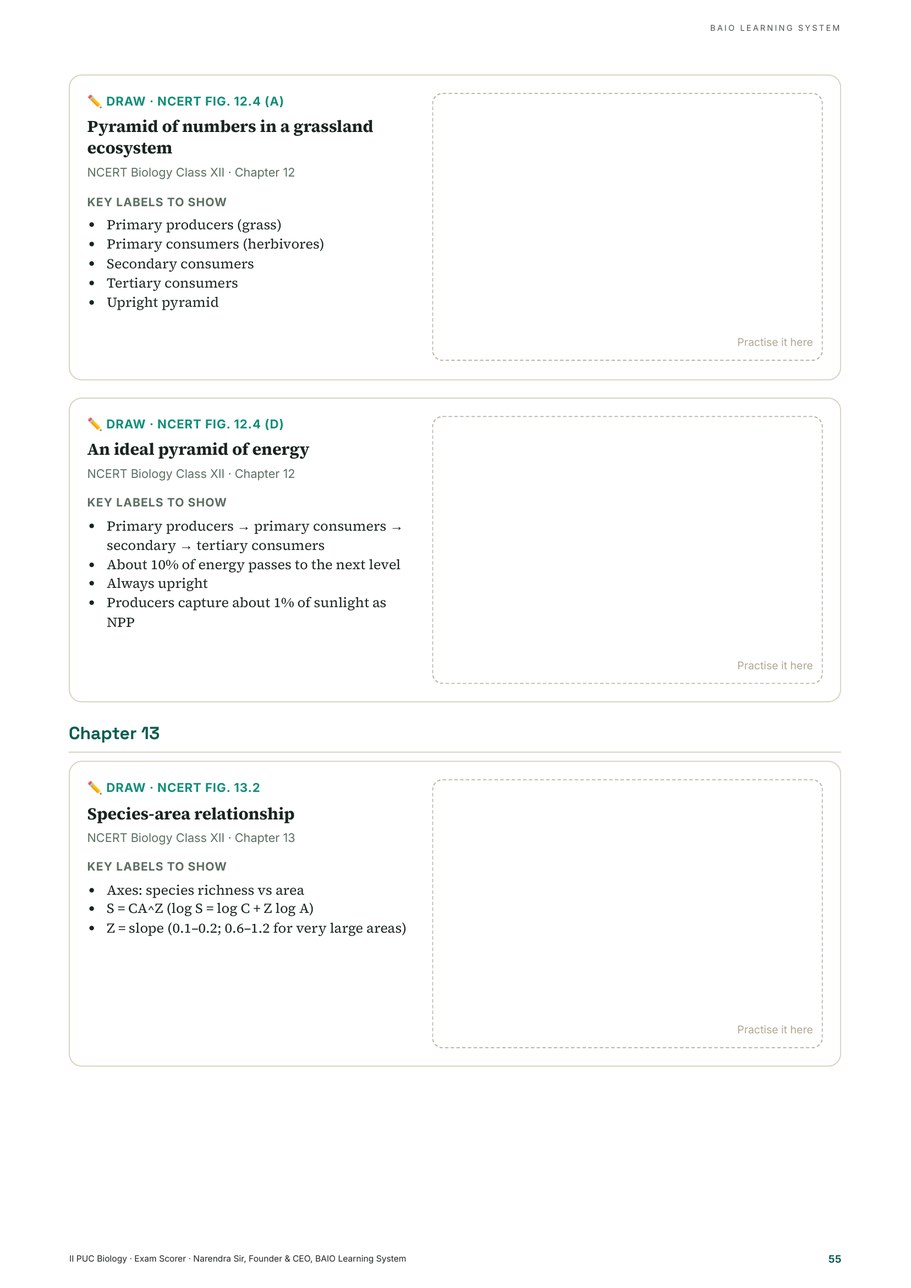 BAIO LEARNING SYSTEM
✏️ DRAW · NCERT FIG. 12.4 (A)
Pyramid of numbers in a grassland
ecosystem
NCERT Biology Class XII · Chapter 12
KEY LABELS TO SHOW
• Primary producers (grass)
• Primary consumers (herbivores)
• Secondary consumers
• Tertiary consumers
• Upright pyramid
Practise it here
✏️ DRAW · NCERT FIG. 12.4 (D)
An ideal pyramid of energy
NCERT Biology Class XII · Chapter 12
KEY LABELS TO SHOW
• Primary producers → primary consumers →
secondary → tertiary consumers
• About 10% of energy passes to the next level
• Always upright
• Producers capture about 1% of sunlight as
NPP
Practise it here
Chapter 13
✏️ DRAW · NCERT FIG. 13.2
Species-area relationship
NCERT Biology Class XII · Chapter 13
KEY LABELS TO SHOW
• Axes: species richness vs area
• S = CA^Z (log S = log C + Z log A)
• Z = slope (0.1–0.2; 0.6–1.2 for very large areas)
Practise it here
II PUC Biology · Exam Scorer · Narendra Sir, Founder & CEO, BAIO Learning System
55